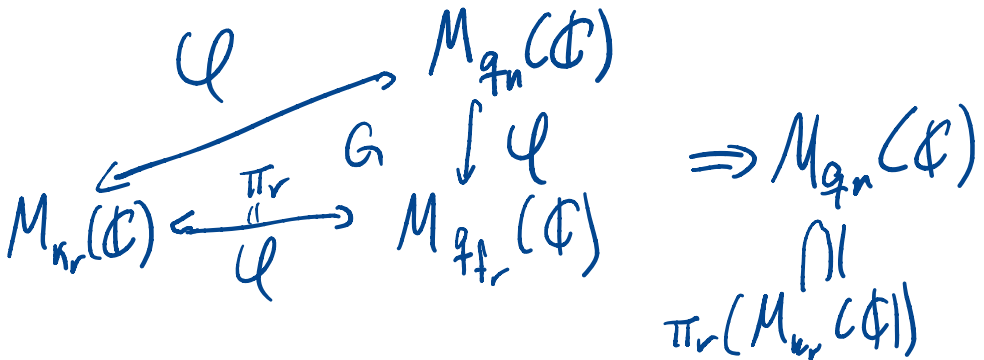 φ
M_{q_n}(ℂ)
G
φ
⇒ M_{q_n}(ℂ)
π_r
M_{k_r}(ℂ)
φ
M_{q_{f_r}}(ℂ)
π_r(M_{k_r}(ℂ))